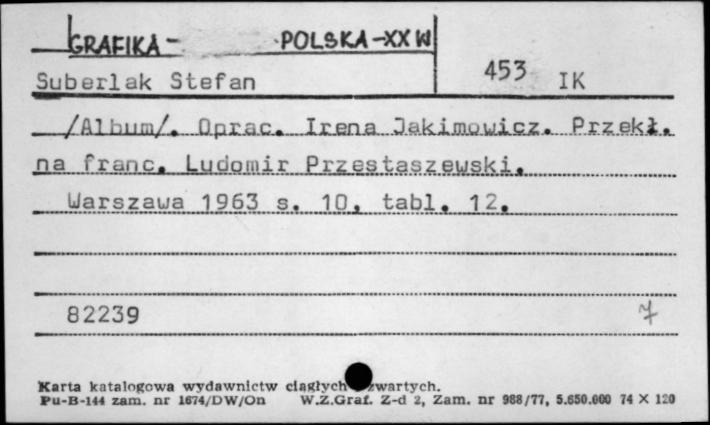 GRAFIKA - POLSKA - XX W
Suberlak Stefan 453 IK
/Album/. Oprac. Irena Jakimowicz. Przekł.
na franc. Ludomir Przestaszewski.
Warszawa 1963 s. 10, tabl. 12.
82239 7
Karta katalogowa wydawnictw ciągłych zwartych.
Pu-B-144 zam. nr 1674/DW/On W.Z.Graf. Z-d 2, Zam. nr 988/77, 5.650.000 74 X 120